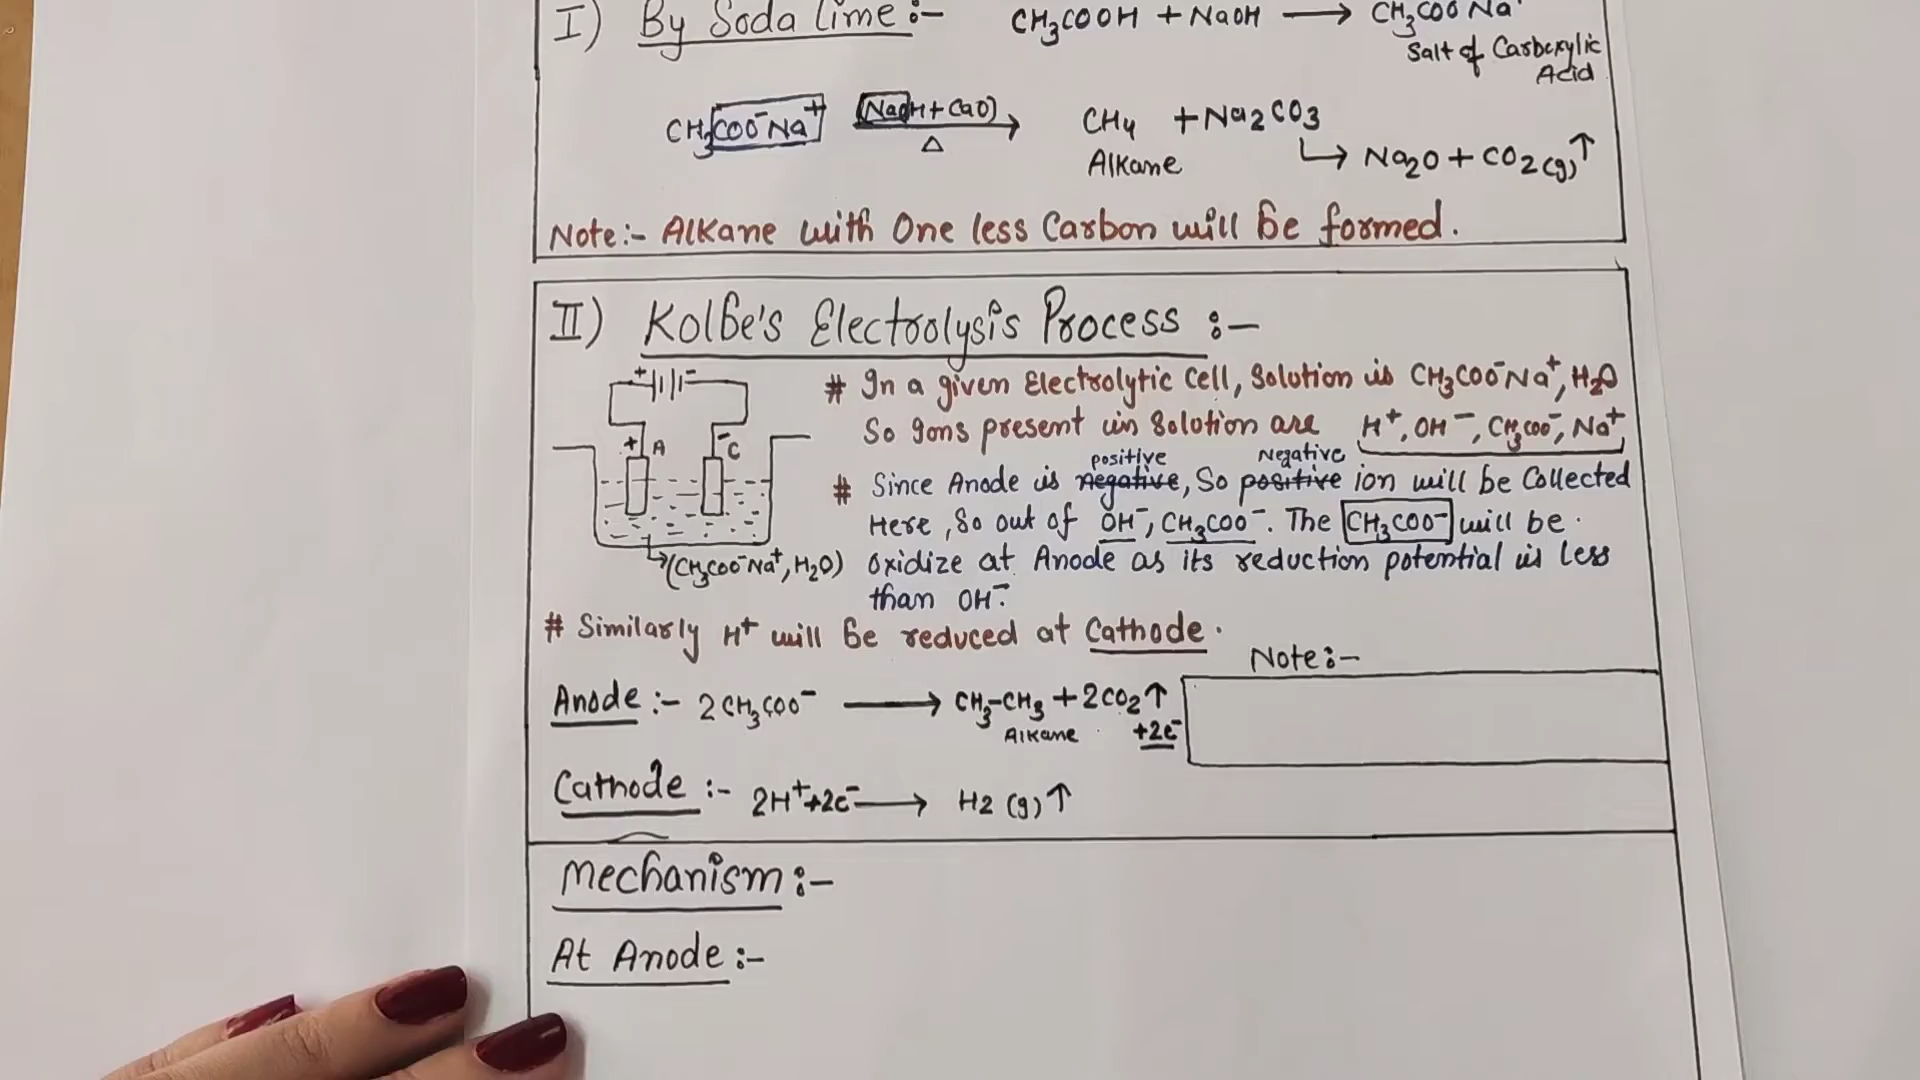 I) By Soda lime :- CH3COOH + NaOH ⟶ CH3COO Na
Salt of Carboxylic
Acid
CH3COO⁻Na⁺ (NaOH + CaO) CH4 + Na2CO3
△ Alkane ↳ Na2O + CO2(g)↑
Note :- Alkane with One less Carbon will be formed.
II) Kolbe's Electrolysis Process :-
# In a given Electrolytic Cell, Solution is CH3COO⁻Na⁺, H2O
So Ions present in Solution are H⁺, OH⁻, CH3COO⁻, Na⁺
positive Negative
# Since Anode is negative, So positive ion will be Collected
Here, So out of OH⁻, CH3COO⁻. The CH3COO⁻ will be
oxidize at Anode as its reduction potential is less
than OH⁻.
+ -
+ A - C
(CH3COO⁻Na⁺, H2O)
# Similarly H⁺ will be reduced at Cathode.
Note :-
Anode :- 2CH3COO⁻ ⟶ CH3-CH3 + 2CO2↑
Alkane +2e⁻
Cathode :- 2H⁺+2e⁻ ⟶ H2 (g)↑
Mechanism :-
At Anode :-